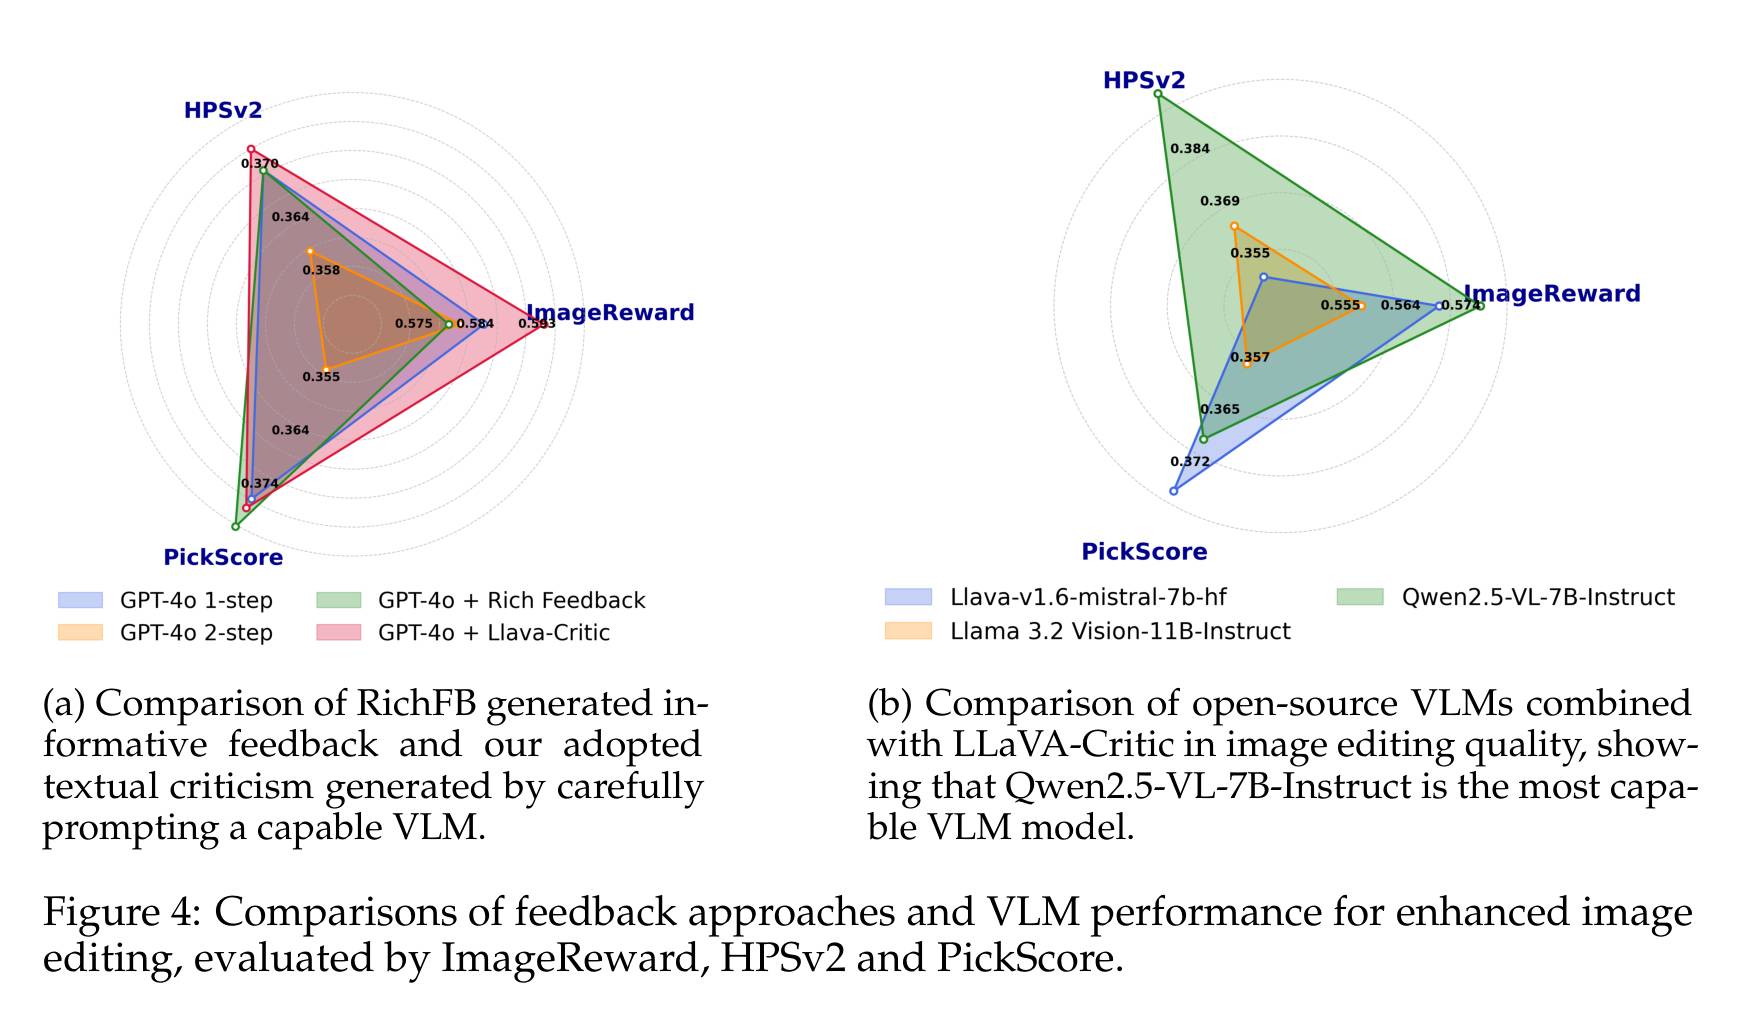 HPSv2
0.370
0.364
0.358
0.575 0.584 0.593
ImageReward
0.355
0.364
0.374
PickScore
GPT-4o 1-step
GPT-4o + Rich Feedback
GPT-4o 2-step
GPT-4o + Llava-Critic
(a) Comparison of RichFB generated in-
formative feedback and our adopted
textual criticism generated by carefully
prompting a capable VLM.
HPSv2
0.384
0.369
0.355
0.555 0.564 0.574
ImageReward
0.357
0.365
0.372
PickScore
Llava-v1.6-mistral-7b-hf
Qwen2.5-VL-7B-Instruct
Llama 3.2 Vision-11B-Instruct
(b) Comparison of open-source VLMs combined
with LLaVA-Critic in image editing quality, show-
ing that Qwen2.5-VL-7B-Instruct is the most capa-
ble VLM model.
Figure 4: Comparisons of feedback approaches and VLM performance for enhanced image
editing, evaluated by ImageReward, HPSv2 and PickScore.